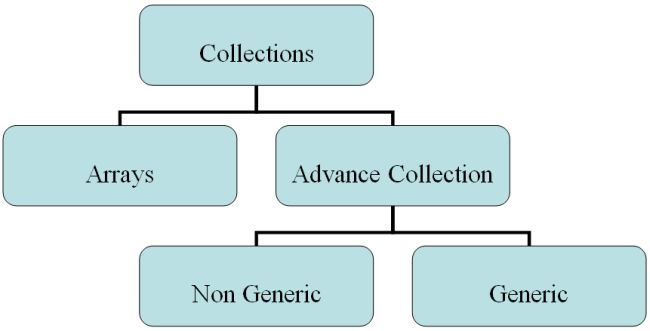 Collections
Arrays
Advance Collection
Non Generic
Generic